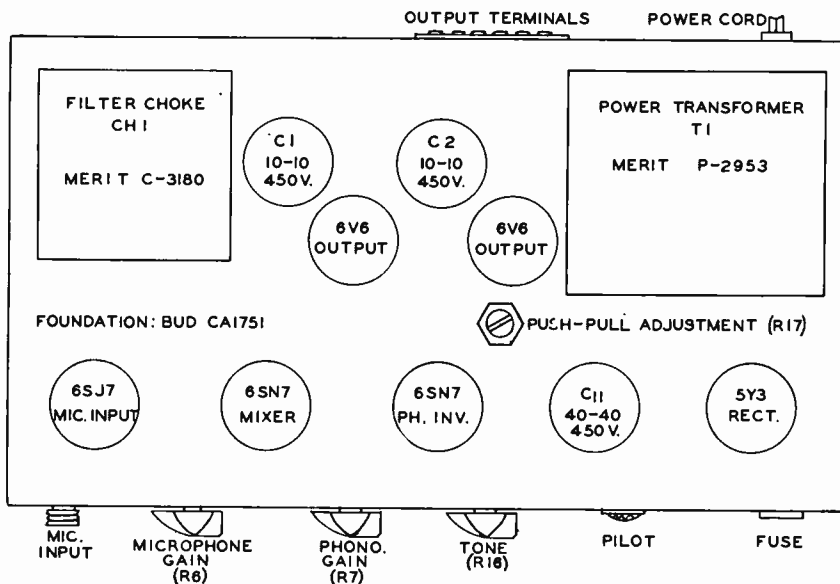 OUTPUT TERMINALS
POWER CORD
FILTER CHOKE
CH1
MERIT C-3180
C1
10-10
450V.
C2
10-10
450V.
POWER TRANSFORMER
T1
MERIT P-2953
6V6
OUTPUT
6V6
OUTPUT
FOUNDATION: BUD CA1751
PUSH-PULL ADJUSTMENT (R17)
6SJ7
MIC. INPUT
6SN7
MIXER
6SN7
PH. INV.
C11
40-40
450V.
5Y3
RECT.
MIC.
INPUT
MICROPHONE
GAIN
(R6)
PHONO.
GAIN
(R7)
TONE
(R16)
PILOT
FUSE